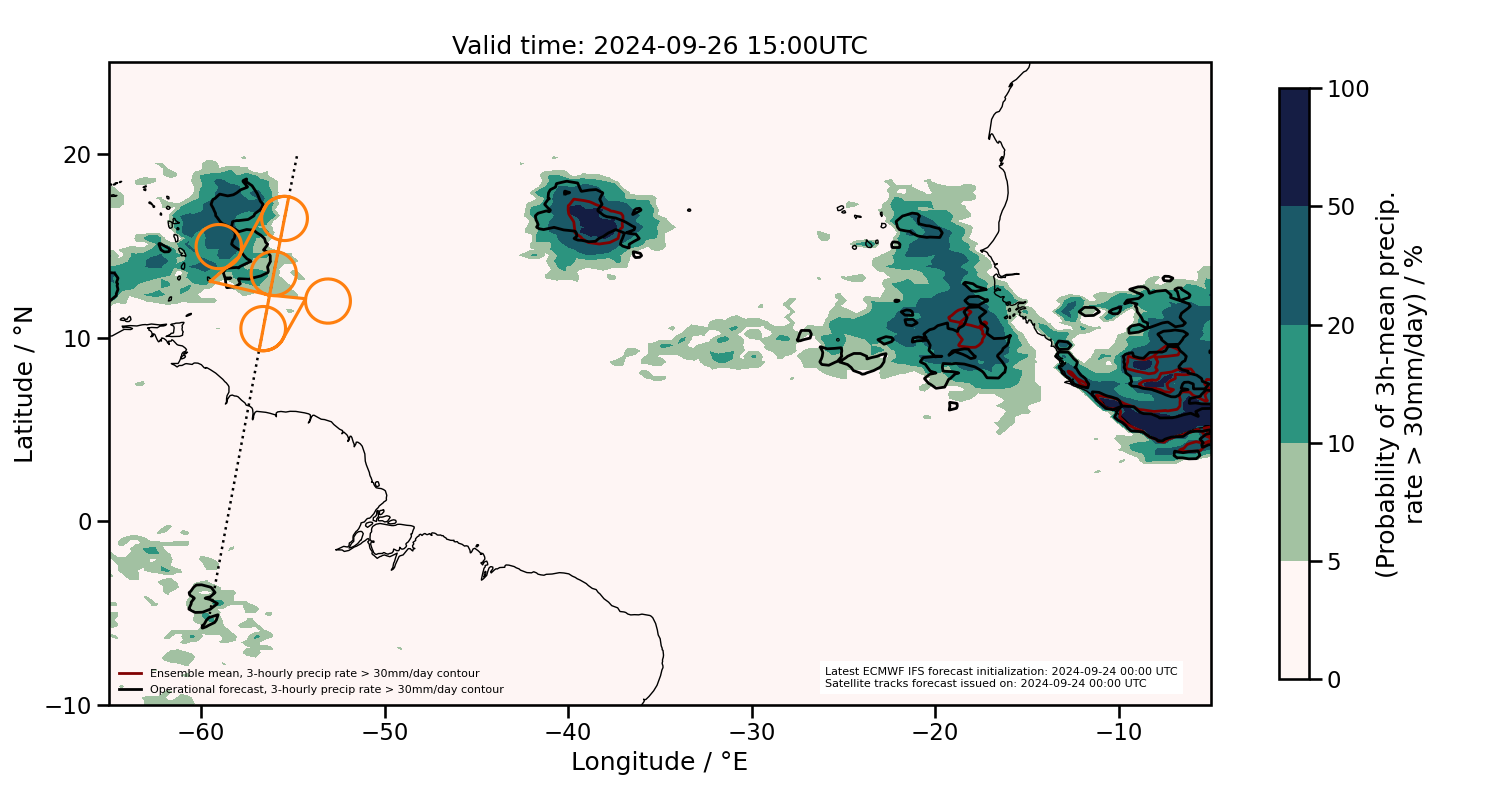 Valid time: 2024-09-26 15:00UTC
Latitude / °N
20
10
0
−10
−60
−50
−40
−30
−20
−10
Longitude / °E
Ensemble mean, 3-hourly precip rate > 30mm/day contour
Operational forecast, 3-hourly precip rate > 30mm/day contour
Latest ECMWF IFS forecast initialization: 2024-09-24 00:00 UTC
Satellite tracks forecast issued on: 2024-09-24 00:00 UTC
100
50
20
10
5
0
(Probability of 3h-mean precip.
rate > 30mm/day) / %